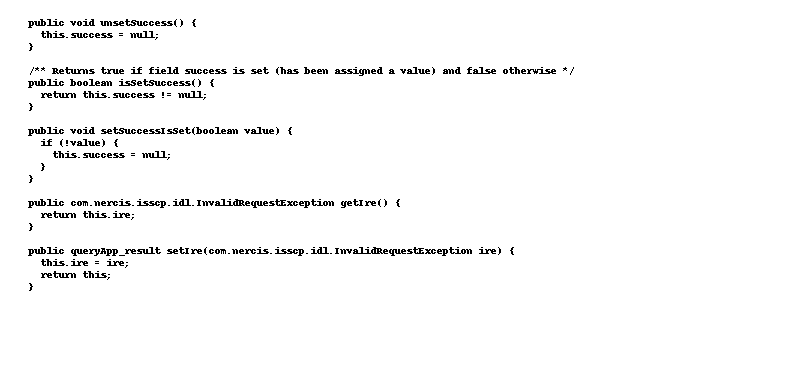 public void unsetSuccess() {
this.success = null;
}
/** Returns true if field success is set (has been assigned a value) and false otherwise */
public boolean isSetSuccess() {
return this.success != null;
}
public void setSuccessIsSet(boolean value) {
if (!value) {
this.success = null;
}
}
public com.nercis.isscp.idl.InvalidRequestException getIre() {
return this.ire;
}
public queryApp_result setIre(com.nercis.isscp.idl.InvalidRequestException ire) {
this.ire = ire;
return this;
}